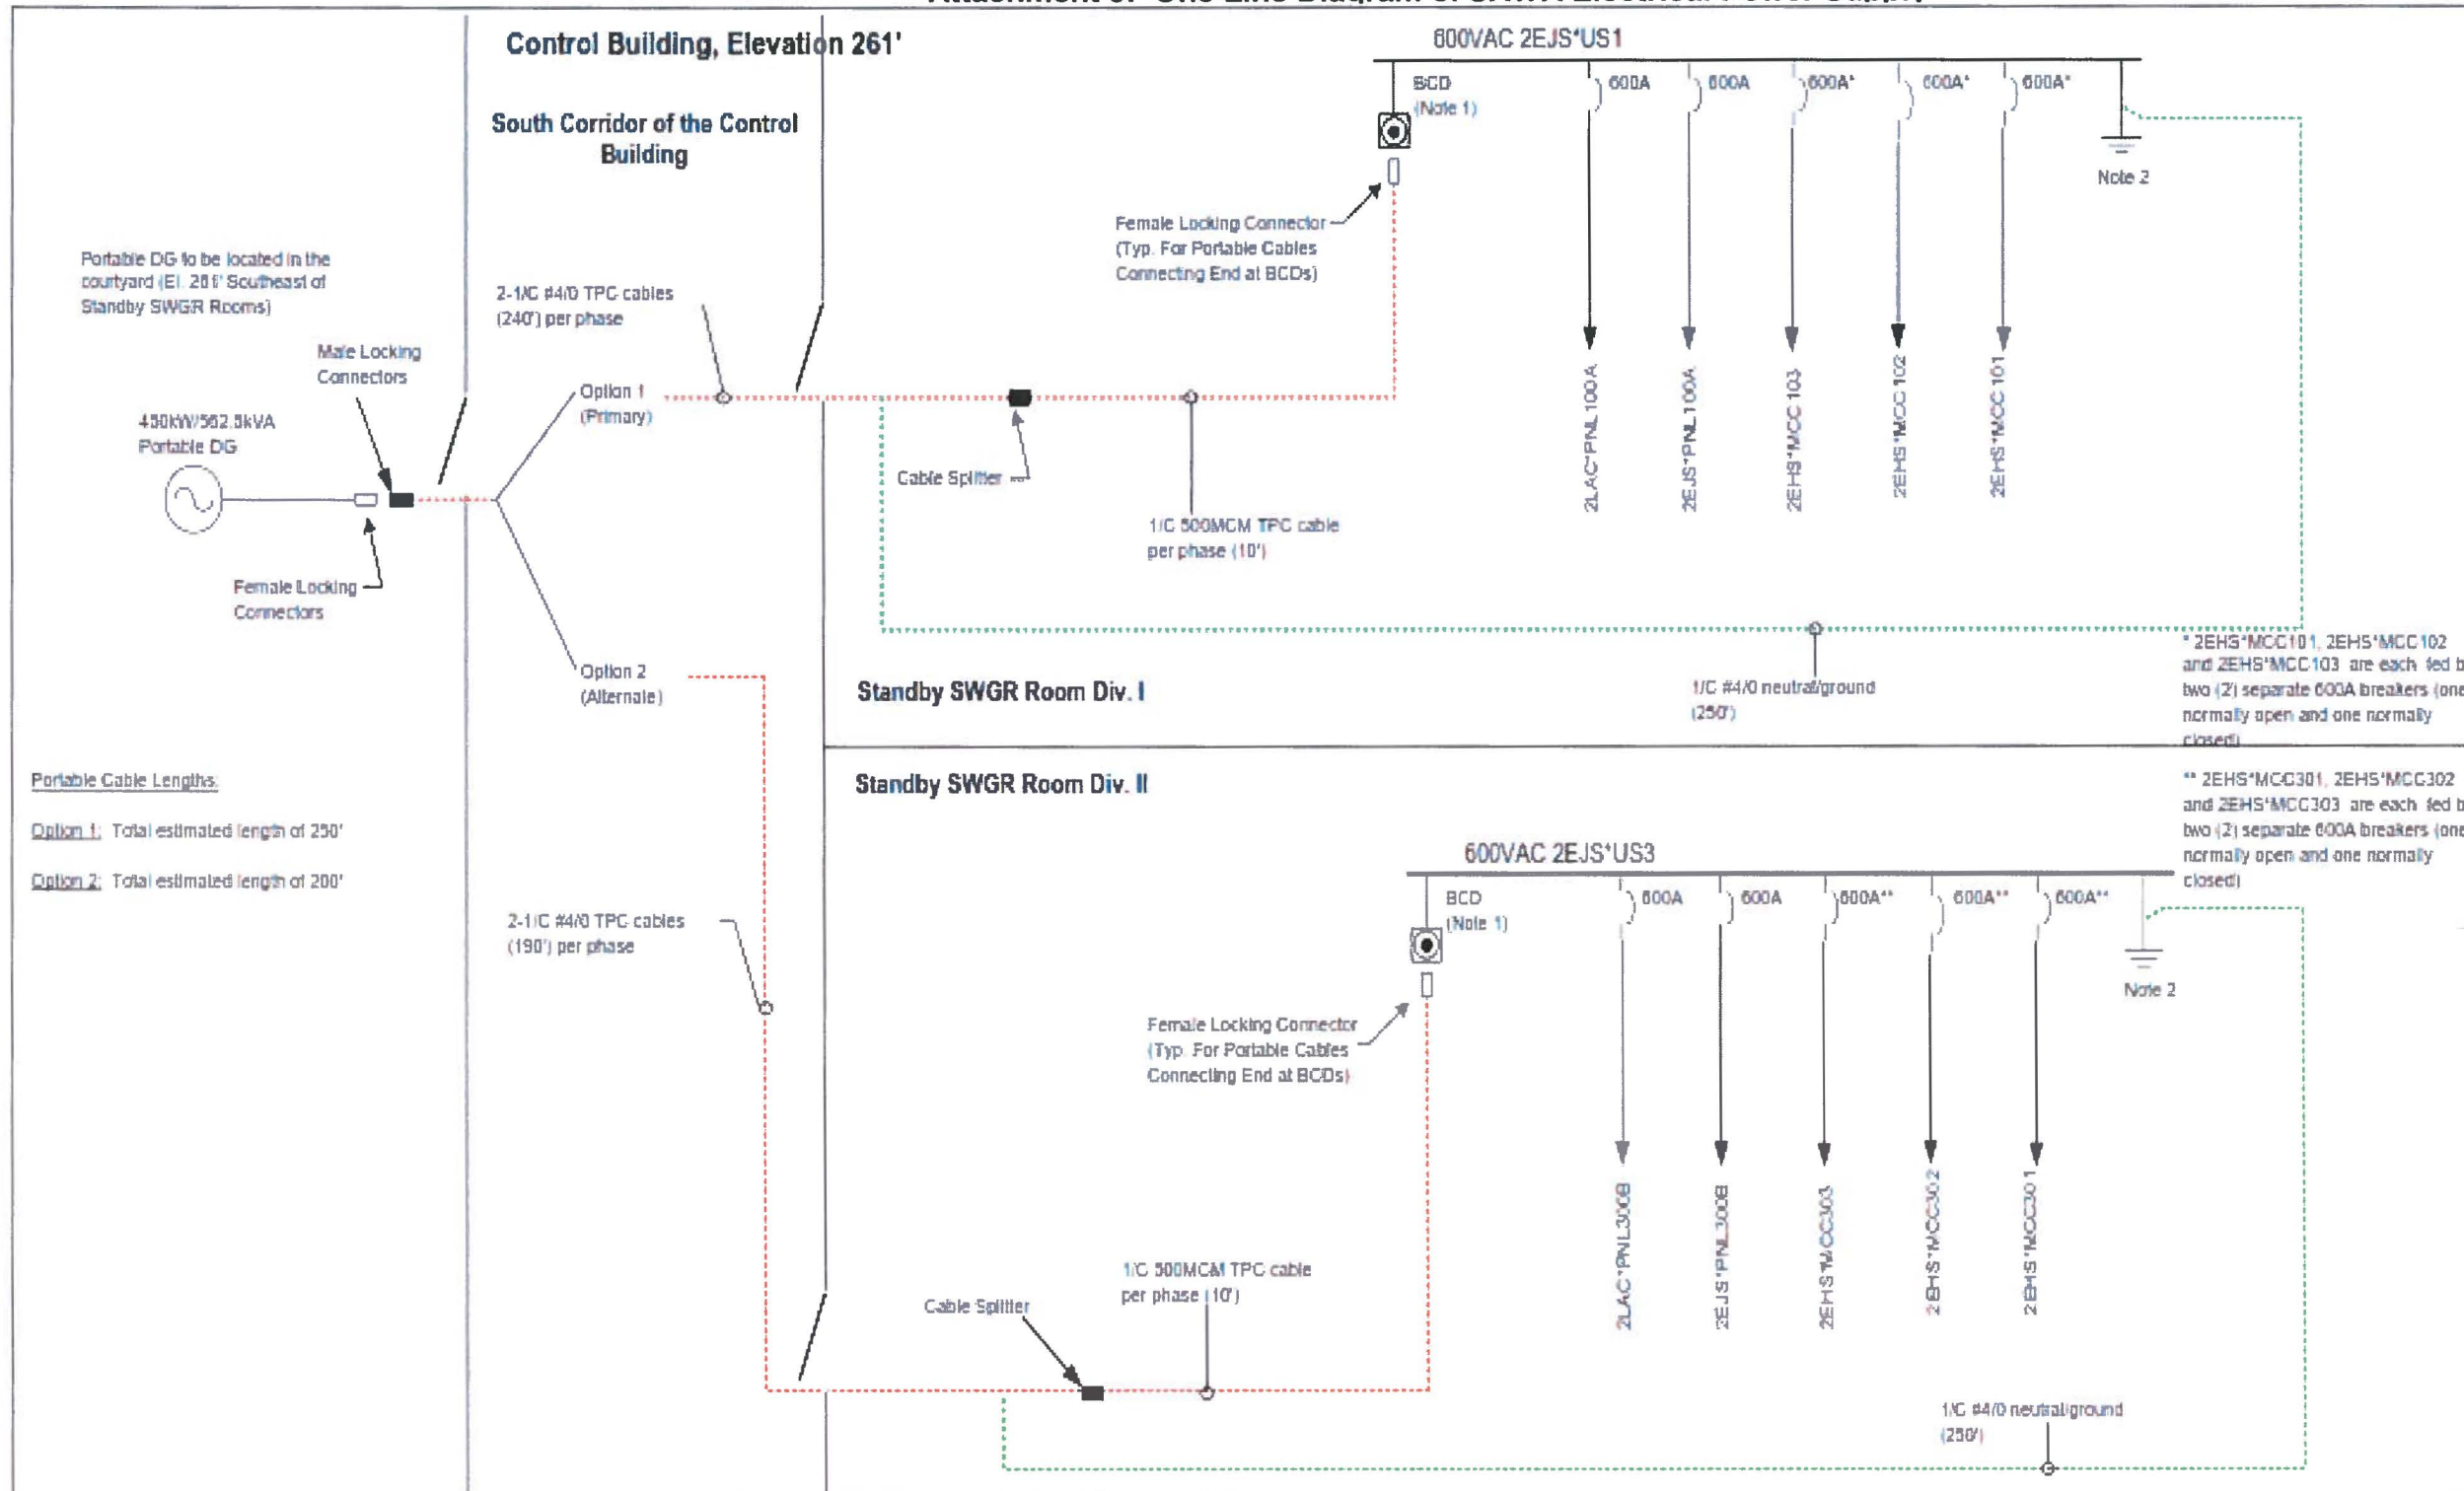 Control Building, Elevation 261'
South Corridor of the Control
Building
600VAC 2EJS*US1
BCD
(Note 1)
600A
600A
600A*
600A*
600A*
Note 2
Female Locking Connector
(Typ. For Portable Cables
Connecting End at BCDs)
Portable DG to be located in the
courtyard (El. 261' Southeast of
Standby SWGR Rooms)
2-1/C #4/0 TPC cables
(240') per phase
Male Locking
Connectors
Option 1
(Primary)
450kW/562.5kVA
Portable DG
Cable Splitter
1/C 500MCM TPC cable
per phase (10')
2LAC*PNL100A
2EJS*PNL100A
2EHS*MCC103
2EHS*MCC102
2EHS*MCC101
Female Locking
Connectors
Option 2
(Alternate)
Standby SWGR Room Div. I
1/C #4/0 neutral/ground
(250')
* 2EHS*MCC101, 2EHS*MCC102
and 2EHS*MCC103 are each fed b
two (2) separate 600A breakers (one
normally open and one normally
closed)
Portable Cable Lengths:
Option 1: Total estimated length of 250'
Option 2: Total estimated length of 200'
Standby SWGR Room Div. II
** 2EHS*MCC301, 2EHS*MCC302
and 2EHS*MCC303 are each fed b
two (2) separate 600A breakers (one
normally open and one normally
closed)
600VAC 2EJS*US3
BCD
(Note 1)
600A
600A
600A**
600A**
600A**
Note 2
2-1/C #4/0 TPC cables
(190') per phase
Female Locking Connector
(Typ. For Portable Cables
Connecting End at BCDs)
2LAC*PNL300B
2EJS*PNL300B
2EHS*MCC303
2EHS*MCC302
2EHS*MCC301
Cable Splitter
1/C 500MCM TPC cable
per phase (10')
1/C #4/0 neutral/ground
(250')